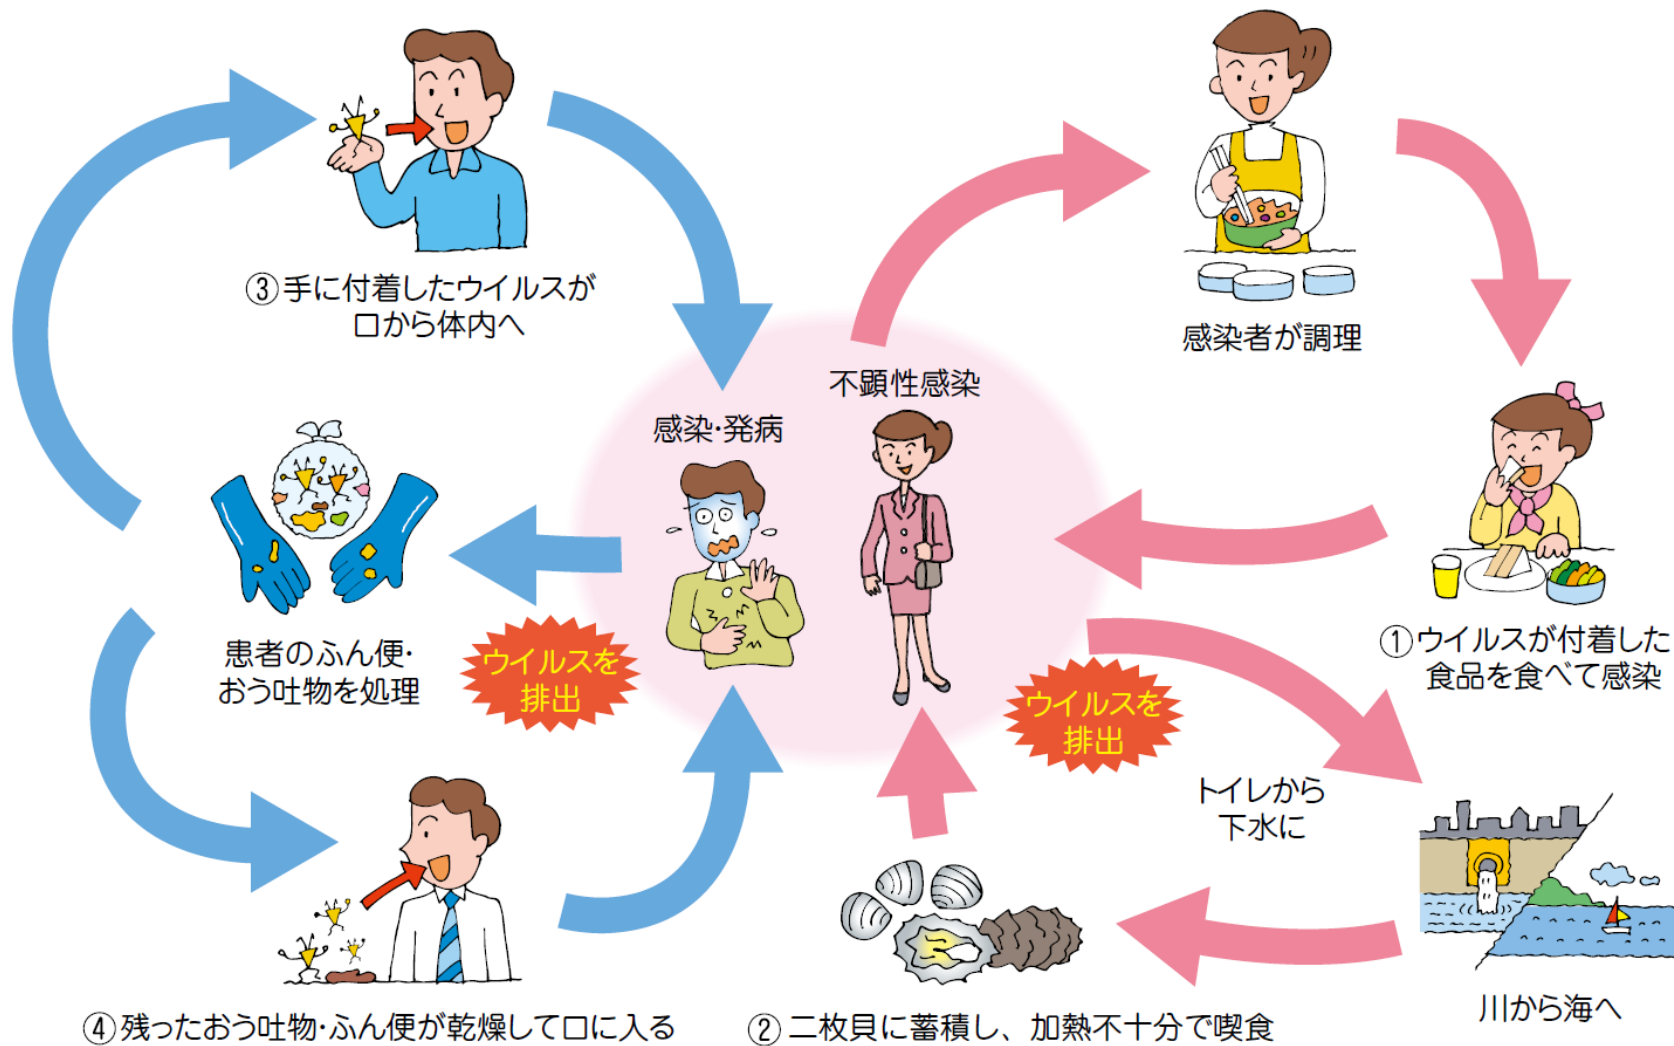 ③手に付着したウイルスが
口から体内へ
感染者が調理
不顕性感染
感染・発病
患者のふん便・
おう吐物を処理
ウイルスを
排出
ウイルスを
排出
①ウイルスが付着した
食品を食べて感染
トイレから
下水に
川から海へ
④残ったおう吐物・ふん便が乾燥して口に入る
②二枚貝に蓄積し、加熱不十分で喫食